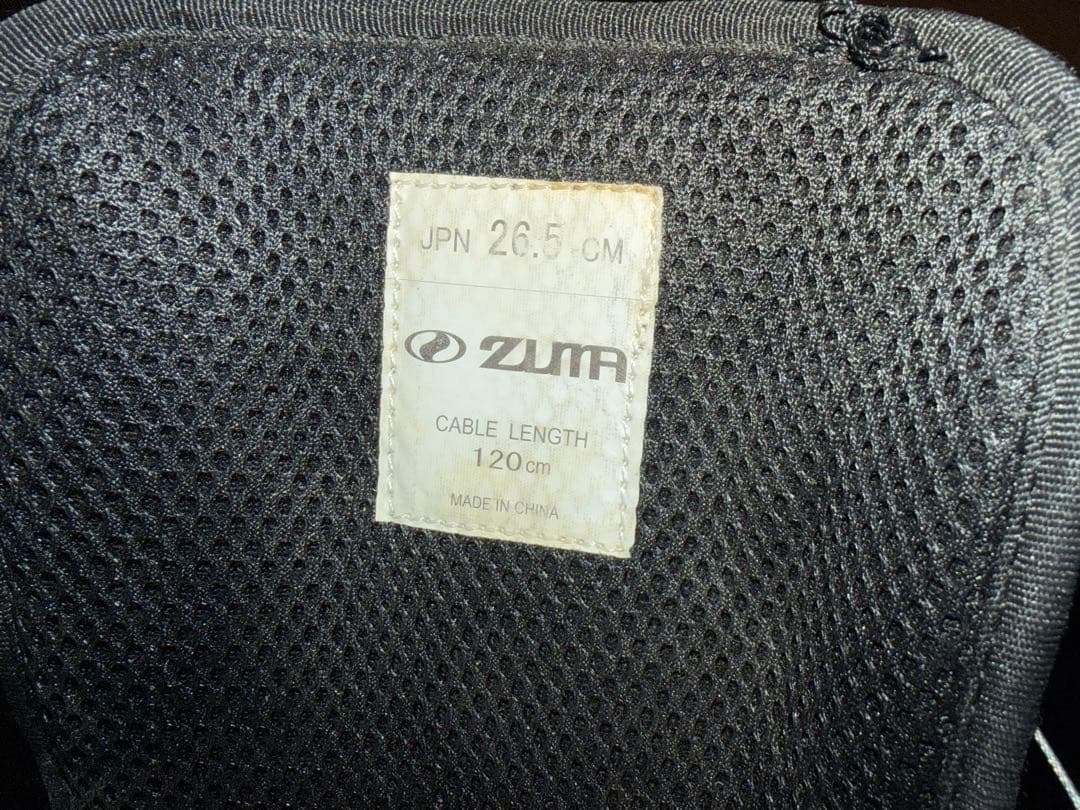 JPN 26.5 CM
ZUMA
CABLE LENGTH
120cm
MADE IN CHINA